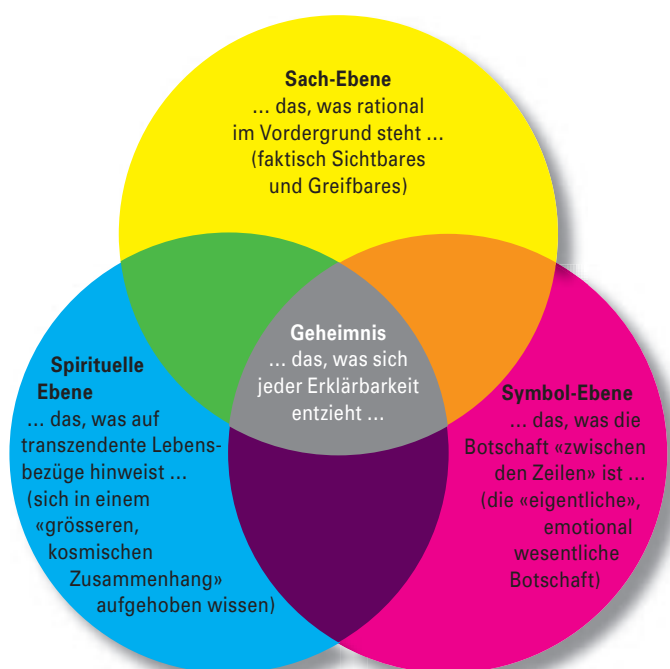 Sach-Ebene
… das, was rational
im Vordergrund steht …
(faktisch Sichtbares
und Greifbares)
Geheimnis
… das, was sich
jeder Erklärbarkeit
entzieht …
Spirituelle
Ebene
… das, was auf
transzendente Lebens-
bezüge hinweist …
(sich in einem
«grösseren,
kosmischen
Zusammenhang»
aufgehoben wissen)
Symbol-Ebene
… das, was die
Botschaft «zwischen
den Zeilen» ist …
(die «eigentliche»,
emotional
wesentliche
Botschaft)